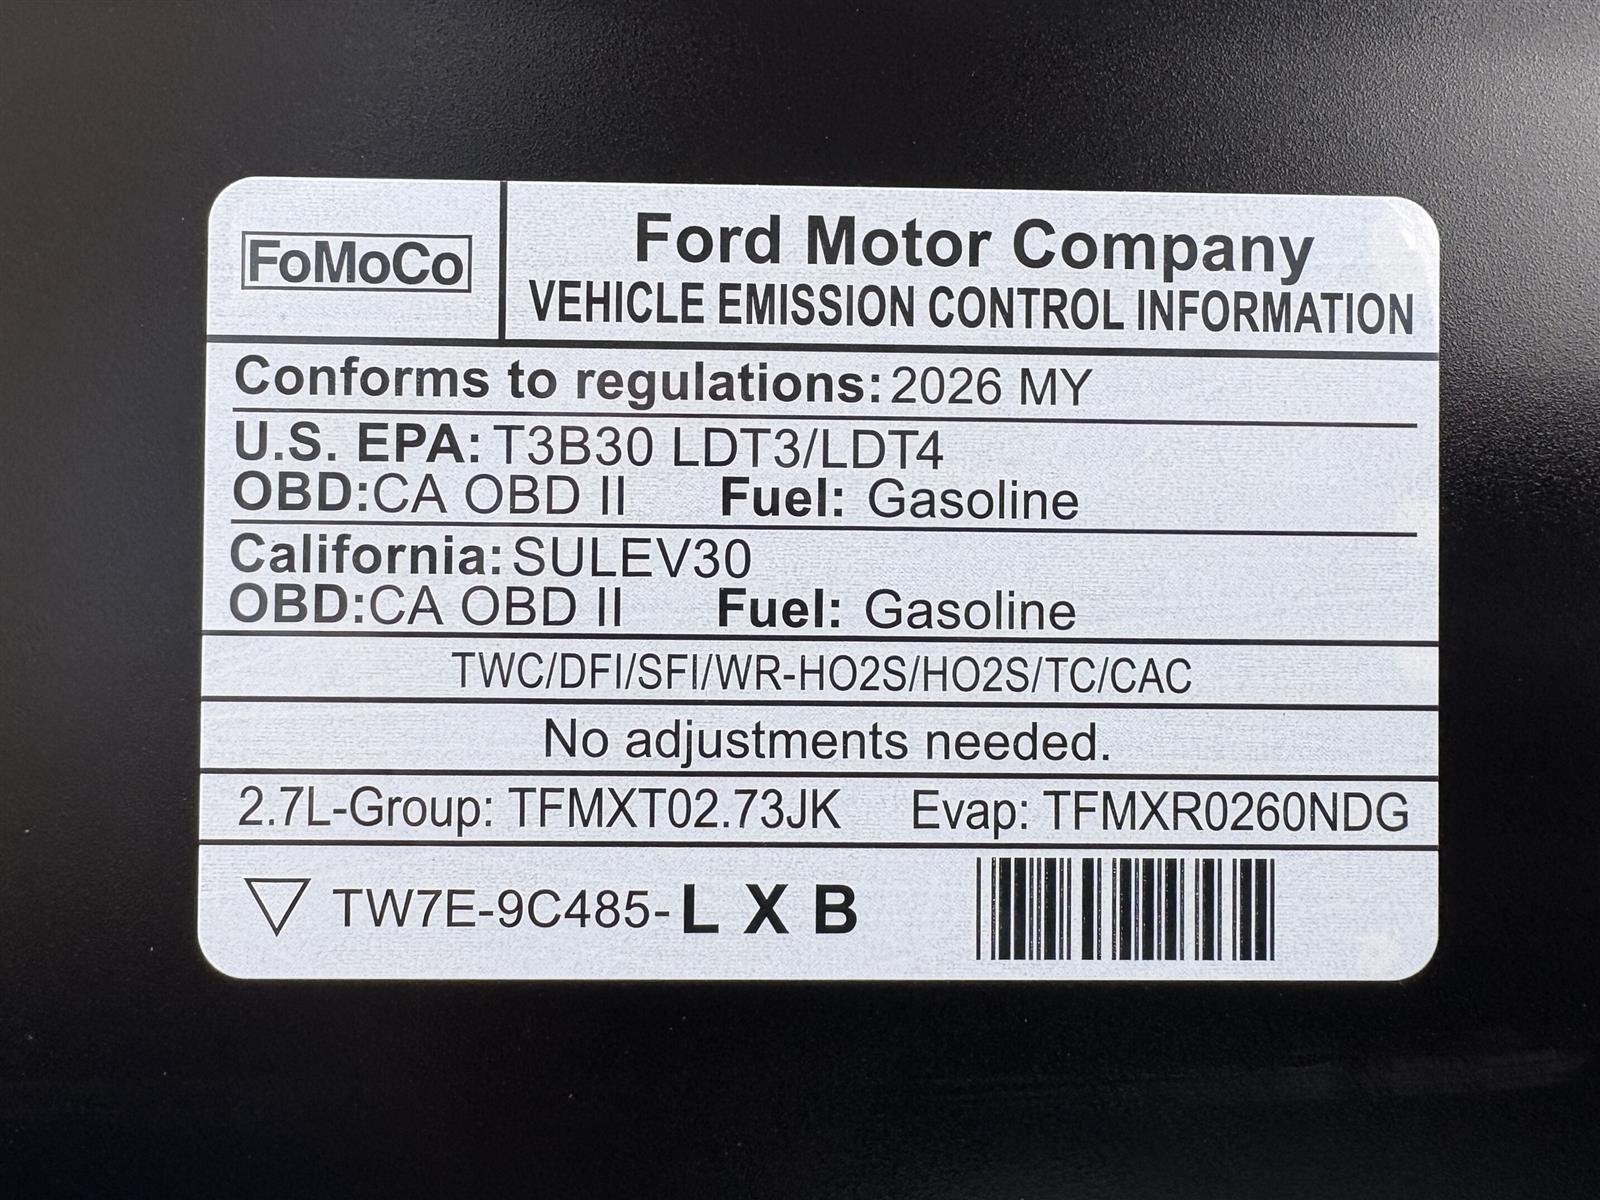 FoMoCo
Ford Motor Company
VEHICLE EMISSION CONTROL INFORMATION
Conforms to regulations: 2026 MY
U.S. EPA: T3B30 LDT3/LDT4
OBD: CA OBD II Fuel: Gasoline
California: SULEV30
OBD: CA OBD II Fuel: Gasoline
TWC/DFI/SFI/WR-HO2S/HO2S/TC/CAC
No adjustments needed.
2.7L-Group: TFMXT02.73JK Evap: TFMXR0260NDG
TW7E-9C485-L X B